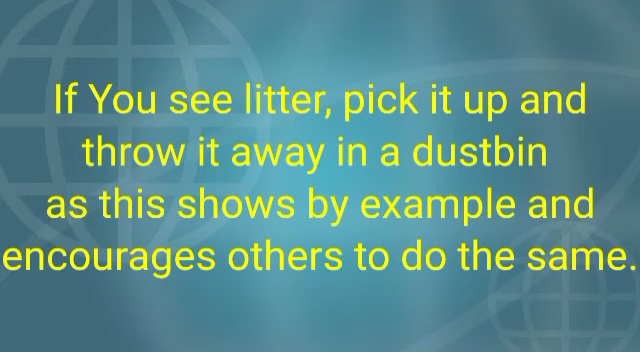 If You see litter, pick it up and
throw it away in a dustbin
as this shows by example and
encourages others to do the same.